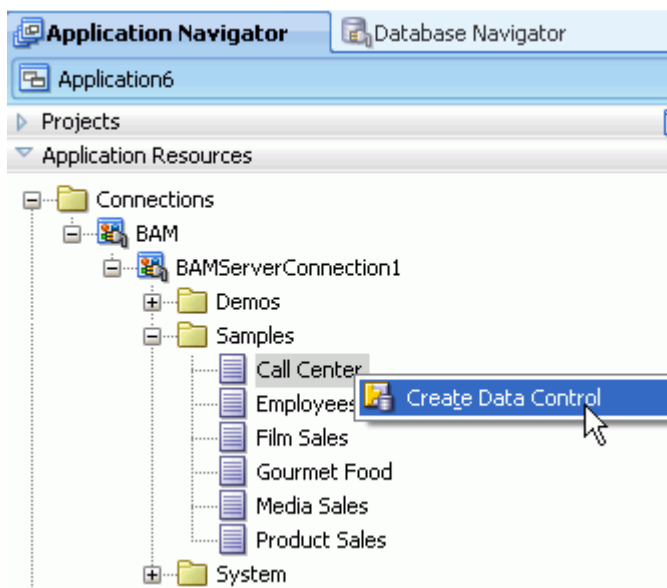 Application Navigator Database Navigator
Application6
Projects
Application Resources
Connections
BAM
BAMServerConnection1
Demos
Samples
Call Center
Create Data Control
Employees
Film Sales
Gourmet Food
Media Sales
Product Sales
System